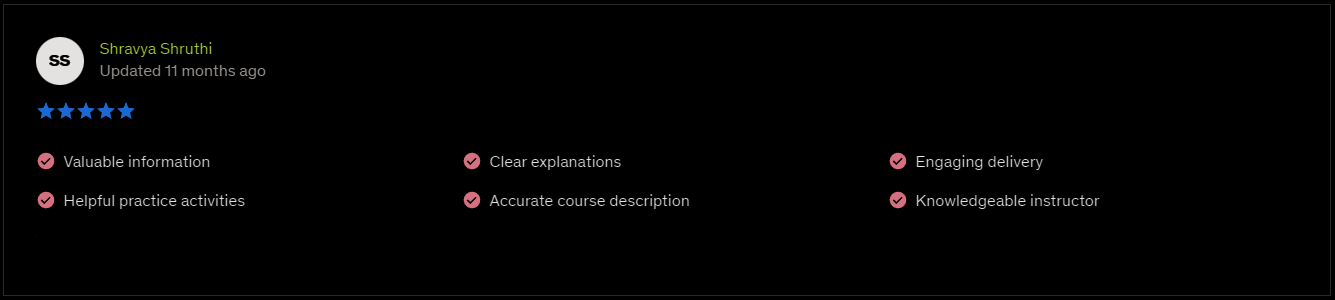 SS
Shravya Shruthi
Updated 11 months ago
Valuable information
Clear explanations
Engaging delivery
Helpful practice activities
Accurate course description
Knowledgeable instructor